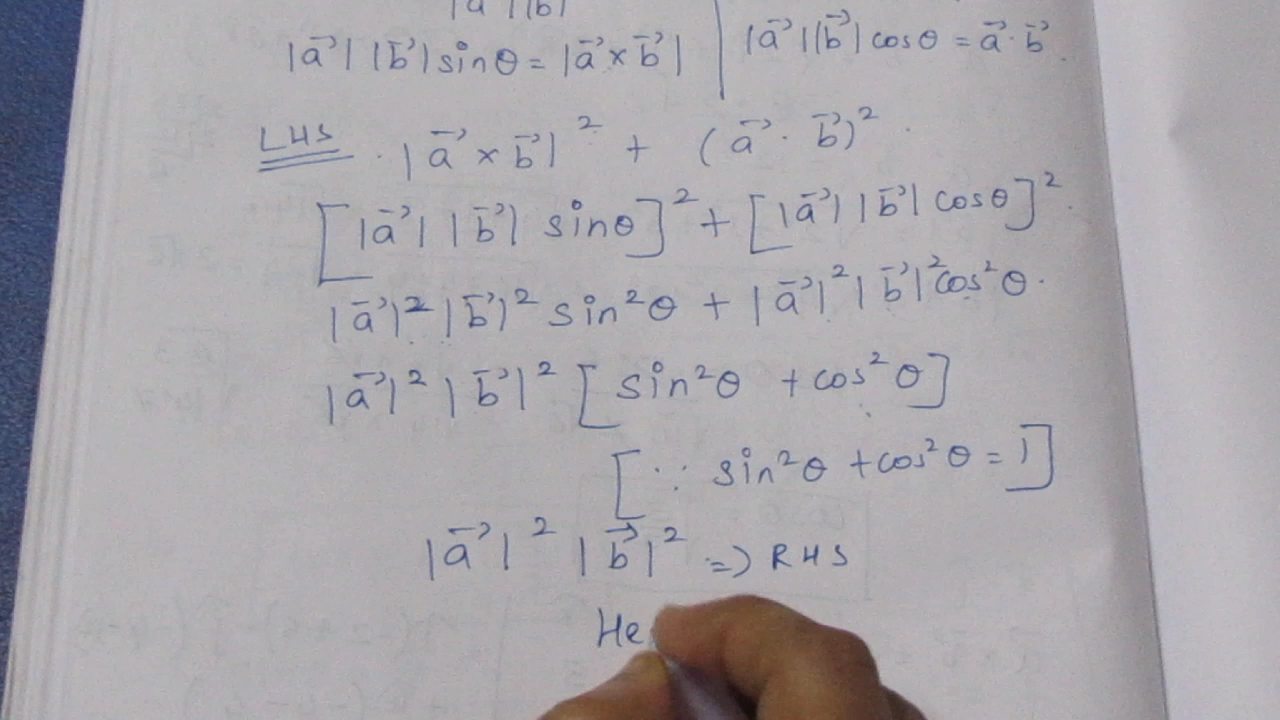 |a⃗| |b⃗|
|a⃗| |b⃗| sinθ = |a⃗ × b⃗| | |a⃗| |b⃗| cosθ = a⃗ · b⃗
LHS |a⃗ × b⃗|² + (a⃗ · b⃗)²
[|a⃗| |b⃗| sinθ]² + [|a⃗| |b⃗| cosθ]²
|a⃗|² |b⃗|² sin²θ + |a⃗|² |b⃗|² cos²θ
|a⃗|² |b⃗|² [sin²θ + cos²θ]
[∵ sin²θ + cos²θ = 1]
|a⃗|² |b⃗|² => RHS
He